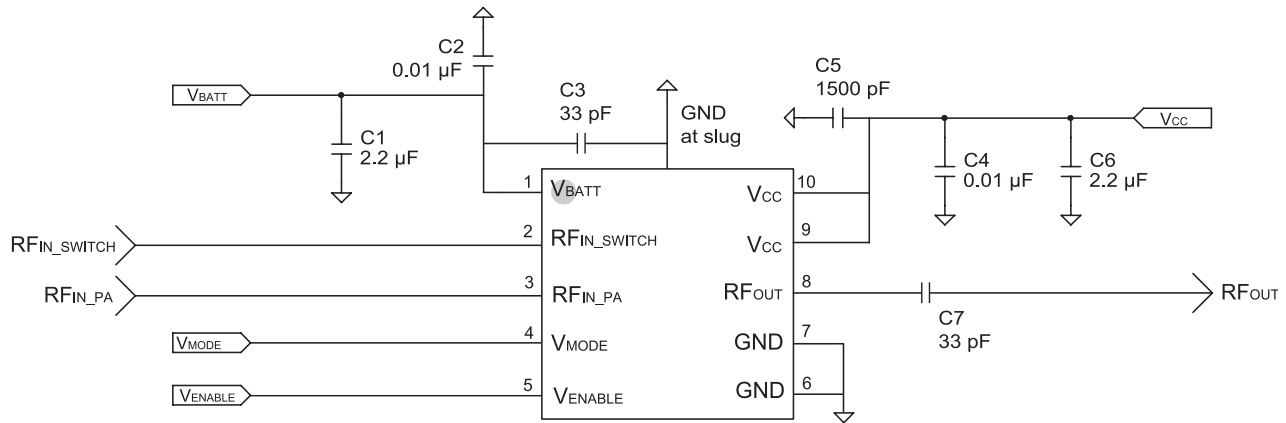 C2
0.01 µF
VBATT
C1
2.2 µF
C3
33 pF
GND
at slug
C5
1500 pF
VCC
C4
0.01 µF
C6
2.2 µF
1
VBATT
VCC
10
RFIN_SWITCH
2
RFIN_SWITCH
VCC
9
RFIN_PA
3
RFIN_PA
RFOUT
8
RFOUT
C7
33 pF
VMODE
4
VMODE
GND
7
VENABLE
5
VENABLE
GND
6